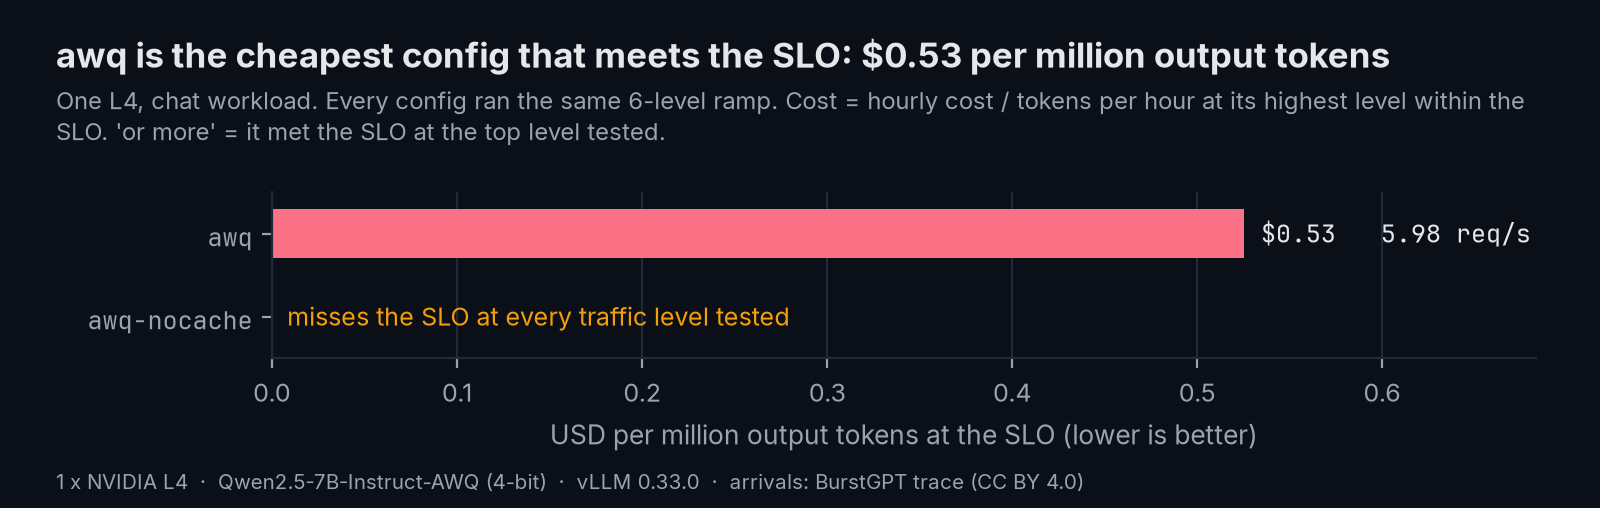 awq is the cheapest config that meets the SLO: $0.53 per million output tokens
One L4, chat workload. Every config ran the same 6-level ramp. Cost = hourly cost / tokens per hour at its highest level within the
SLO. 'or more' = it met the SLO at the top level tested.
awq $0.53 5.98 req/s
awq-nocache misses the SLO at every traffic level tested
0.0 0.1 0.2 0.3 0.4 0.5 0.6
USD per million output tokens at the SLO (lower is better)
1 x NVIDIA L4 · Qwen2.5-7B-Instruct-AWQ (4-bit) · vLLM 0.33.0 · arrivals: BurstGPT trace (CC BY 4.0)